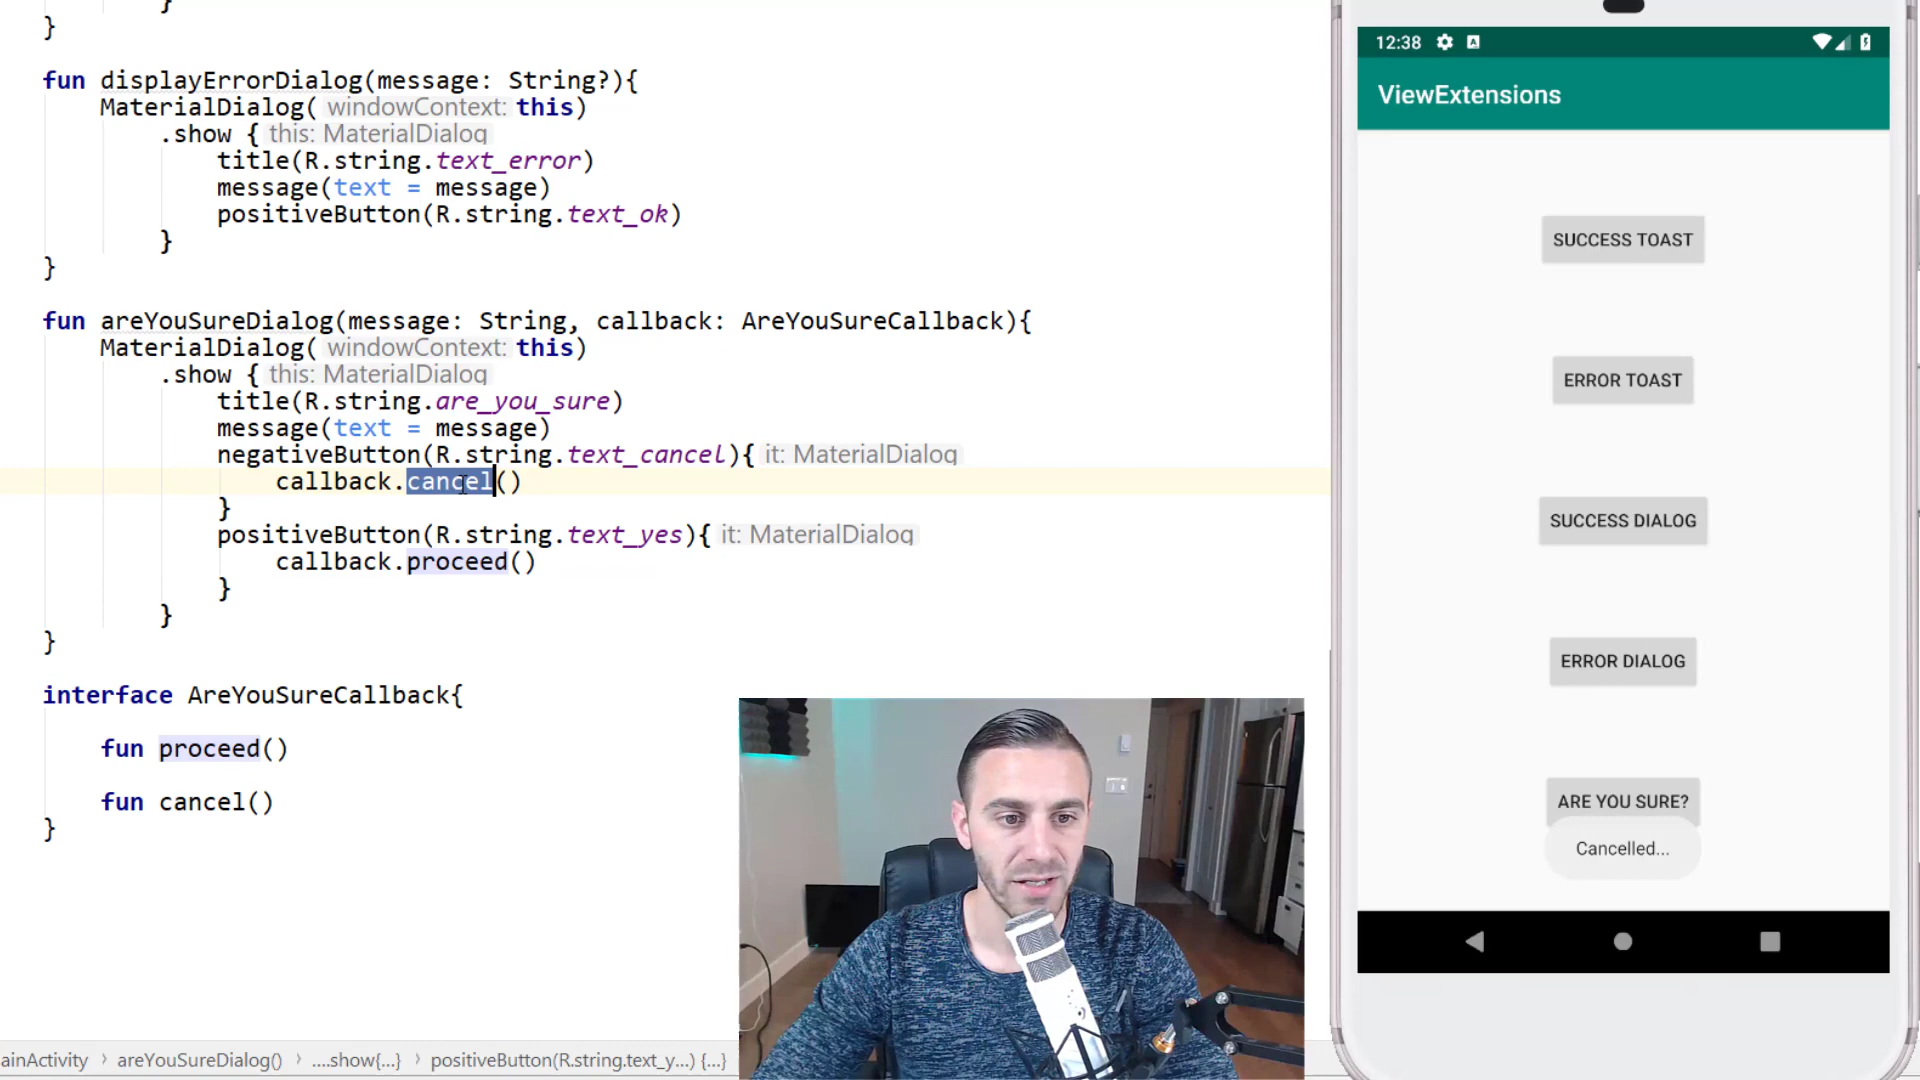 }
}
fun displayErrorDialog(message: String?){
MaterialDialog( windowContext: this)
.show { this: MaterialDialog
title(R.string.text_error)
message(text = message)
positiveButton(R.string.text_ok)
}
}
fun areYouSureDialog(message: String, callback: AreYouSureCallback){
MaterialDialog( windowContext: this)
.show { this: MaterialDialog
title(R.string.are_you_sure)
message(text = message)
negativeButton(R.string.text_cancel){ it: MaterialDialog
callback.cancel()
}
positiveButton(R.string.text_yes){ it: MaterialDialog
callback.proceed()
}
}
}
interface AreYouSureCallback{
fun proceed()
fun cancel()
}
ainActivity › areYouSureDialog() › ....show{...} › positiveButton(R.string.text_y...) {...}
12:38
ViewExtensions
SUCCESS TOAST
ERROR TOAST
SUCCESS DIALOG
ERROR DIALOG
ARE YOU SURE?
Cancelled...